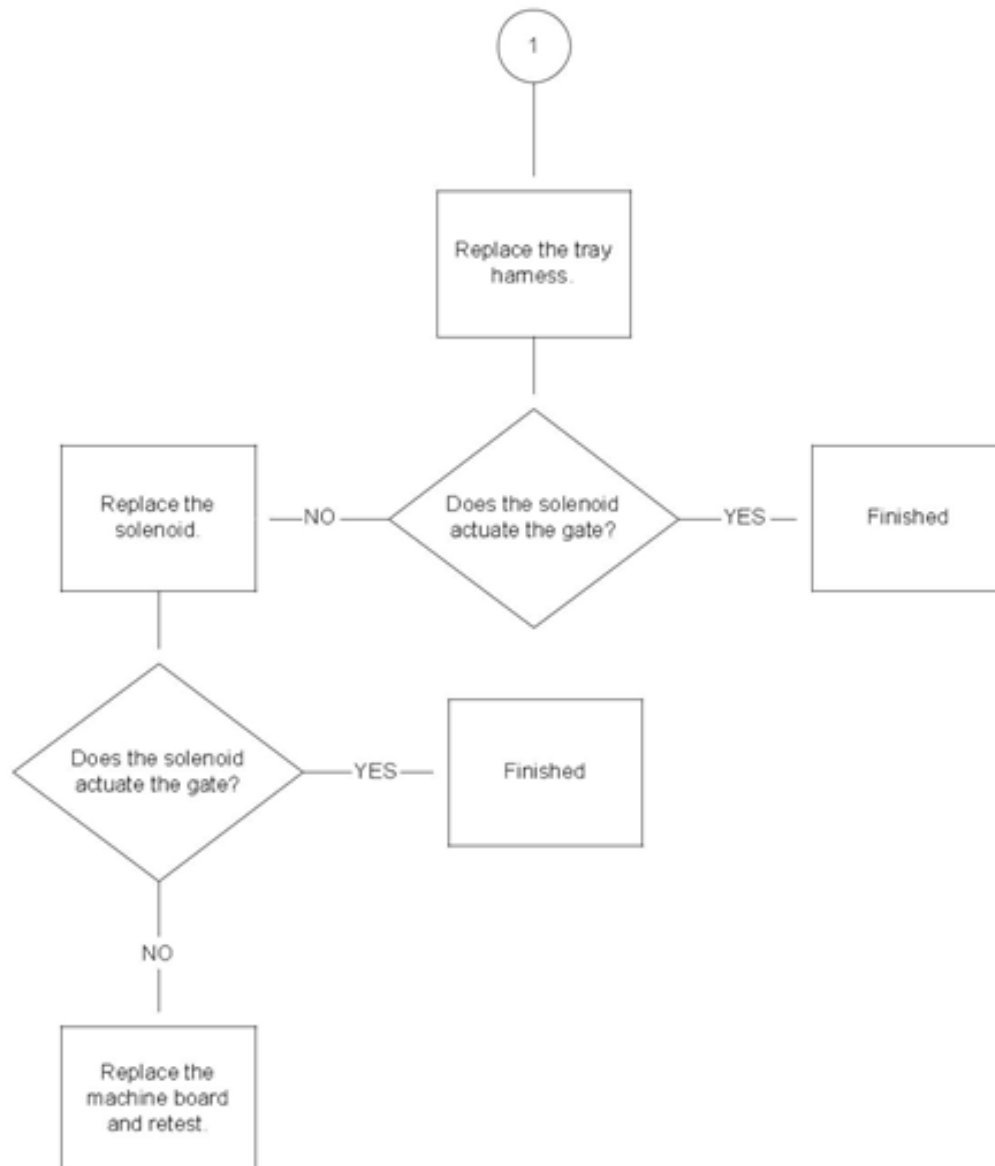 1
Replace the tray
harness.
Does the solenoid
actuate the gate?
NO
YES
Replace the
solenoid.
Finished
Does the solenoid
actuate the gate?
YES
Finished
NO
Replace the
machine board
and retest.